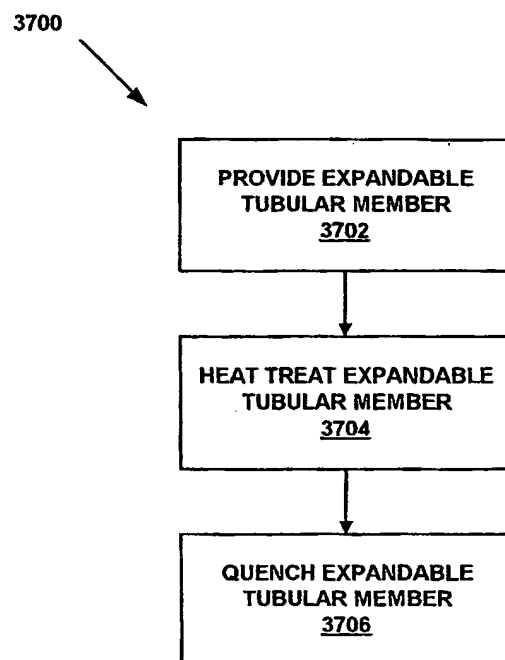 3700
PROVIDE EXPANDABLE
TUBULAR MEMBER
3702
HEAT TREAT EXPANDABLE
TUBULAR MEMBER
3704
QUENCH EXPANDABLE
TUBULAR MEMBER
3706